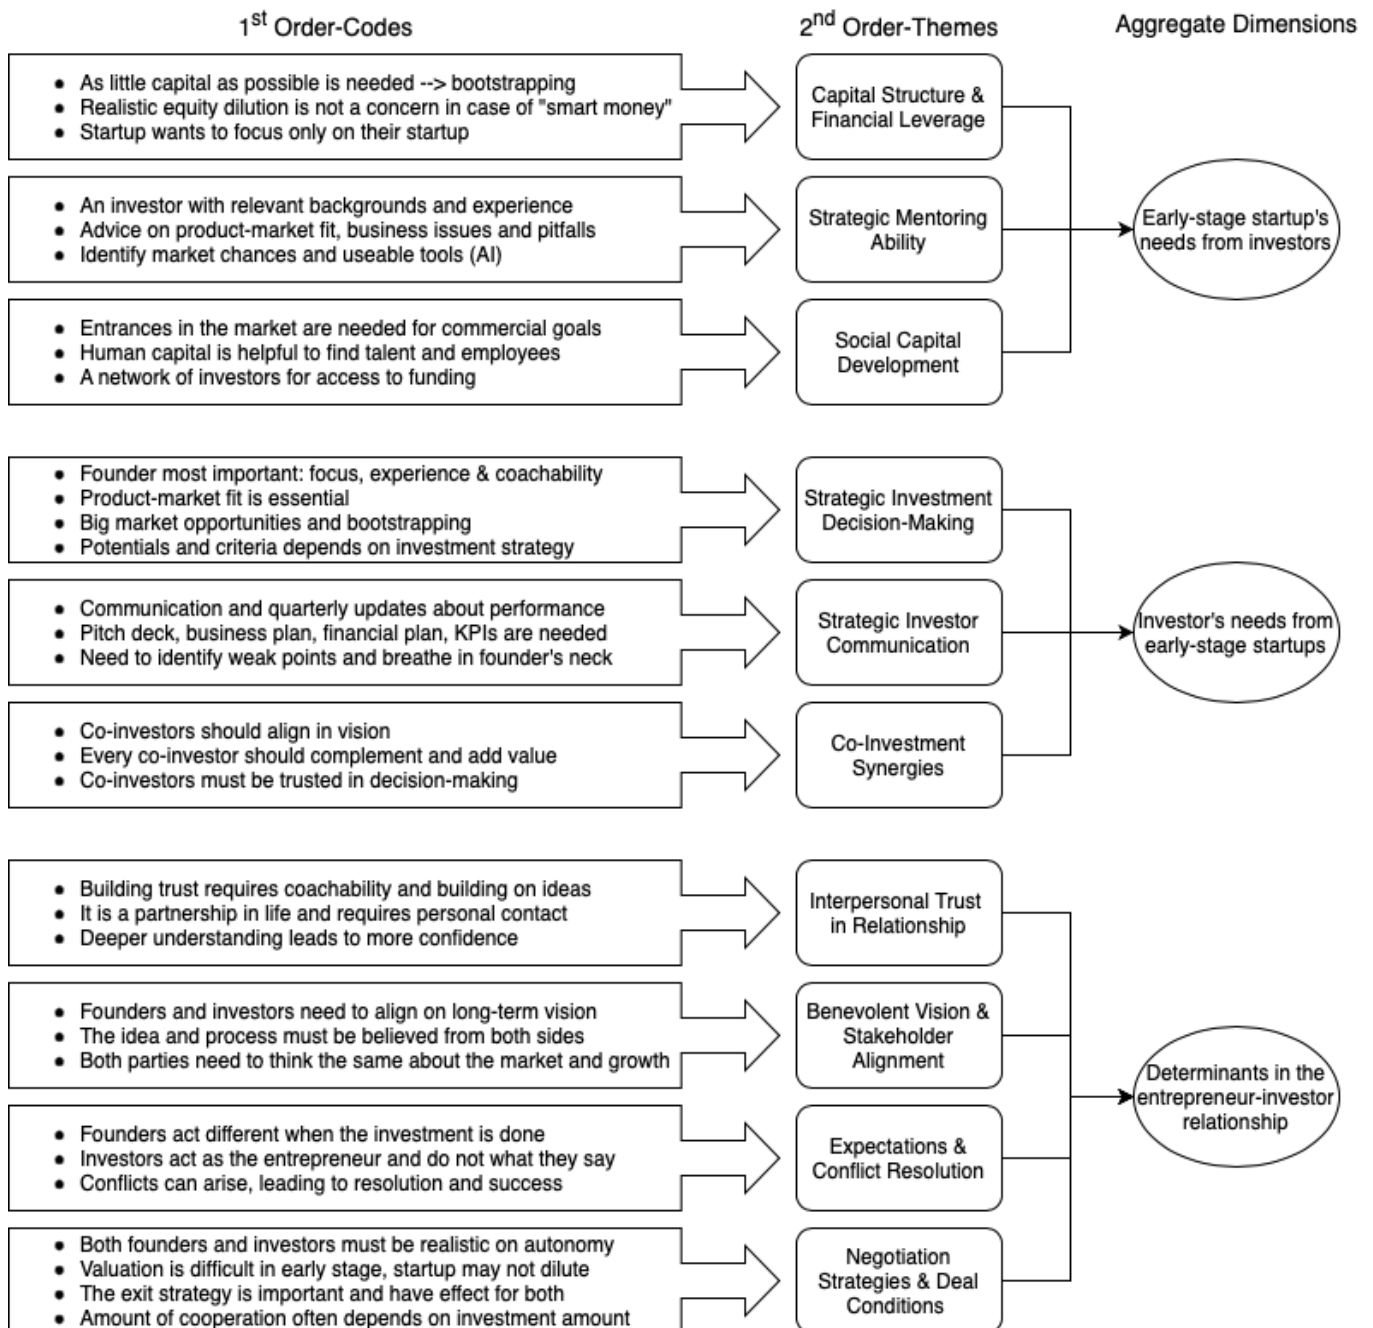 1st Order-Codes
2nd Order-Themes
Aggregate Dimensions
• As little capital as possible is needed --> bootstrapping
• Realistic equity dilution is not a concern in case of "smart money"
• Startup wants to focus only on their startup
Capital Structure &
Financial Leverage
• An investor with relevant backgrounds and experience
• Advice on product-market fit, business issues and pitfalls
• Identify market chances and useable tools (AI)
Strategic Mentoring
Ability
• Entrances in the market are needed for commercial goals
• Human capital is helpful to find talent and employees
• A network of investors for access to funding
Social Capital
Development
Early-stage startup's
needs from investors
• Founder most important: focus, experience & coachability
• Product-market fit is essential
• Big market opportunities and bootstrapping
• Potentials and criteria depends on investment strategy
Strategic Investment
Decision-Making
• Communication and quarterly updates about performance
• Pitch deck, business plan, financial plan, KPIs are needed
• Need to identify weak points and breathe in founder's neck
Strategic Investor
Communication
• Co-investors should align in vision
• Every co-investor should complement and add value
• Co-investors must be trusted in decision-making
Co-Investment
Synergies
Investor's needs from
early-stage startups
• Building trust requires coachability and building on ideas
• It is a partnership in life and requires personal contact
• Deeper understanding leads to more confidence
Interpersonal Trust
in Relationship
• Founders and investors need to align on long-term vision
• The idea and process must be believed from both sides
• Both parties need to think the same about the market and growth
Benevolent Vision &
Stakeholder
Alignment
• Founders act different when the investment is done
• Investors act as the entrepreneur and do not what they say
• Conflicts can arise, leading to resolution and success
Expectations &
Conflict Resolution
• Both founders and investors must be realistic on autonomy
• Valuation is difficult in early stage, startup may not dilute
• The exit strategy is important and have effect for both
• Amount of cooperation often depends on investment amount
Negotiation
Strategies & Deal
Conditions
Determinants in the
entrepreneur-investor
relationship